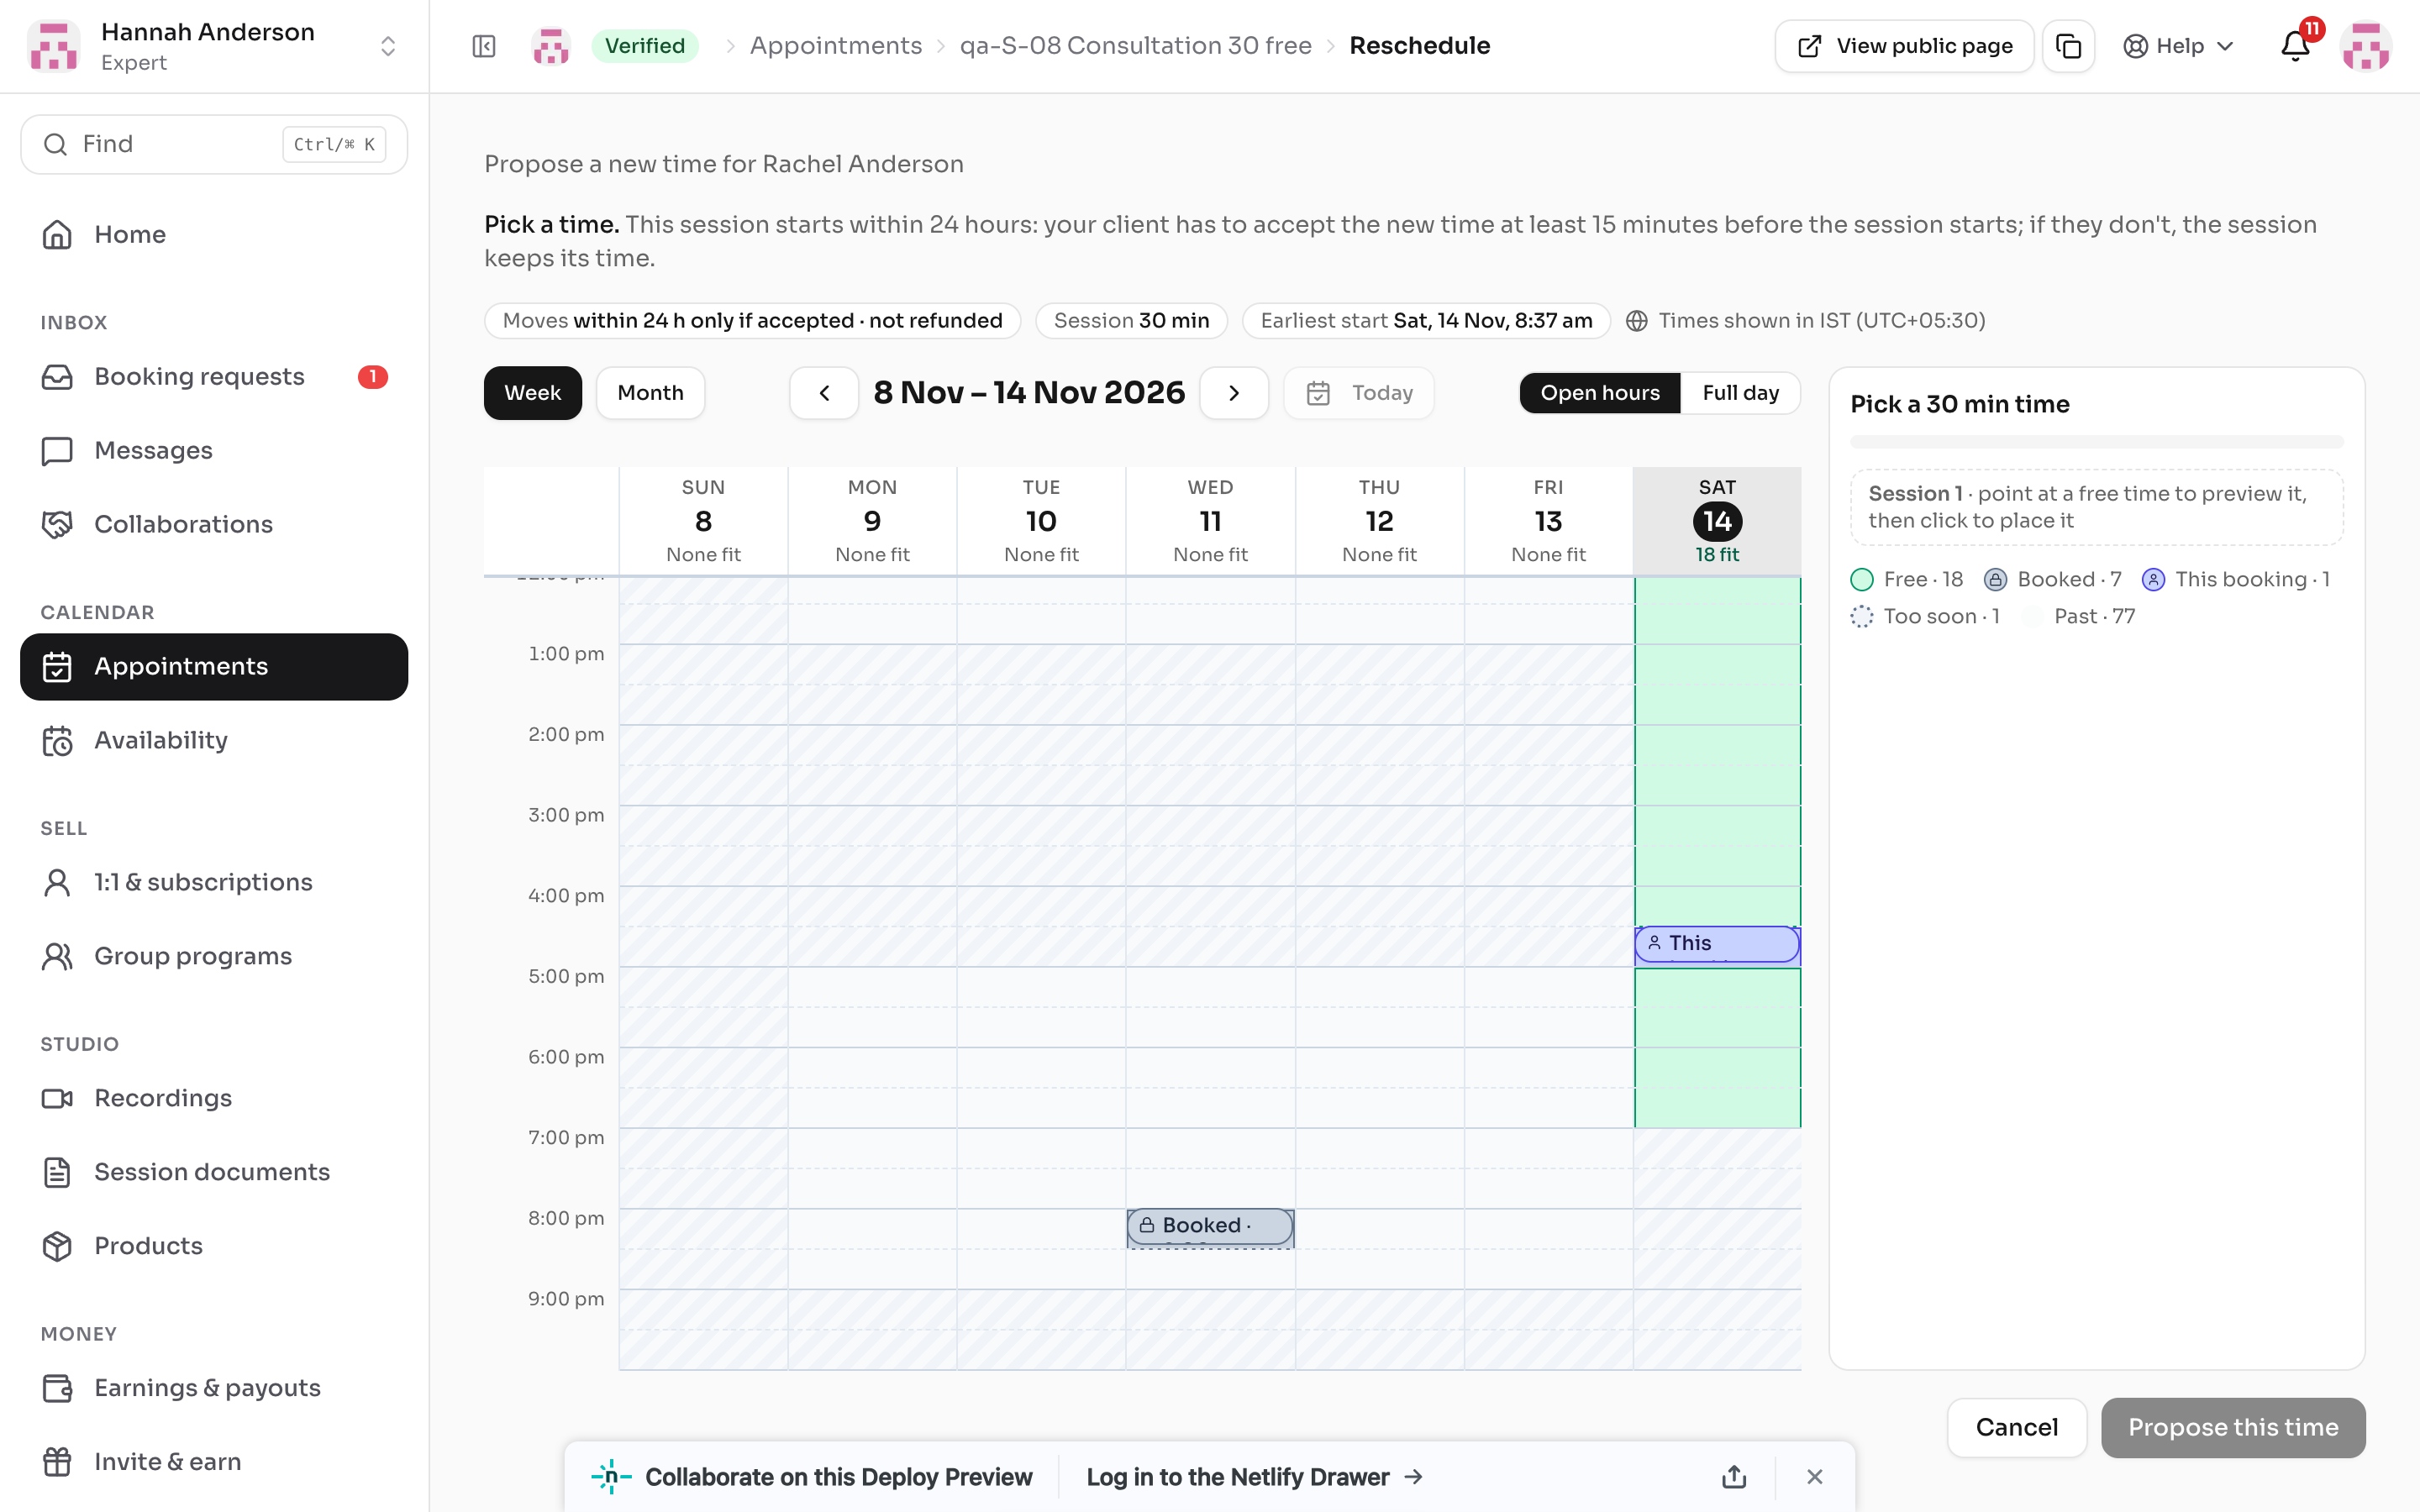 Hannah Anderson
Expert
Verified
Appointments
qa-S-08 Consultation 30 free
Reschedule
View public page
Help
11
Find
Ctrl/⌘ K
Home
INBOX
Booking requests
1
Messages
Collaborations
CALENDAR
Appointments
Availability
SELL
1:1 & subscriptions
Group programs
STUDIO
Recordings
Session documents
Products
MONEY
Earnings & payouts
Invite & earn
Propose a new time for Rachel Anderson
Pick a time. This session starts within 24 hours: your client has to accept the new time at least 15 minutes before the session starts; if they don't, the session
keeps its time.
Moves within 24 h only if accepted · not refunded
Session 30 min
Earliest start Sat, 14 Nov, 8:37 am
Times shown in IST (UTC+05:30)
Week
Month
8 Nov – 14 Nov 2026
Today
Open hours
Full day
SUN
8
None fit
MON
9
None fit
TUE
10
None fit
WED
11
None fit
THU
12
None fit
FRI
13
None fit
SAT
14
18 fit
1:00 pm
2:00 pm
3:00 pm
4:00 pm
This
5:00 pm
6:00 pm
7:00 pm
8:00 pm
Booked ·
9:00 pm
Pick a 30 min time
Session 1 · point at a free time to preview it,
then click to place it
Free · 18
Booked · 7
This booking · 1
Too soon · 1
Past · 77
Cancel
Propose this time
Collaborate on this Deploy Preview
Log in to the Netlify Drawer →